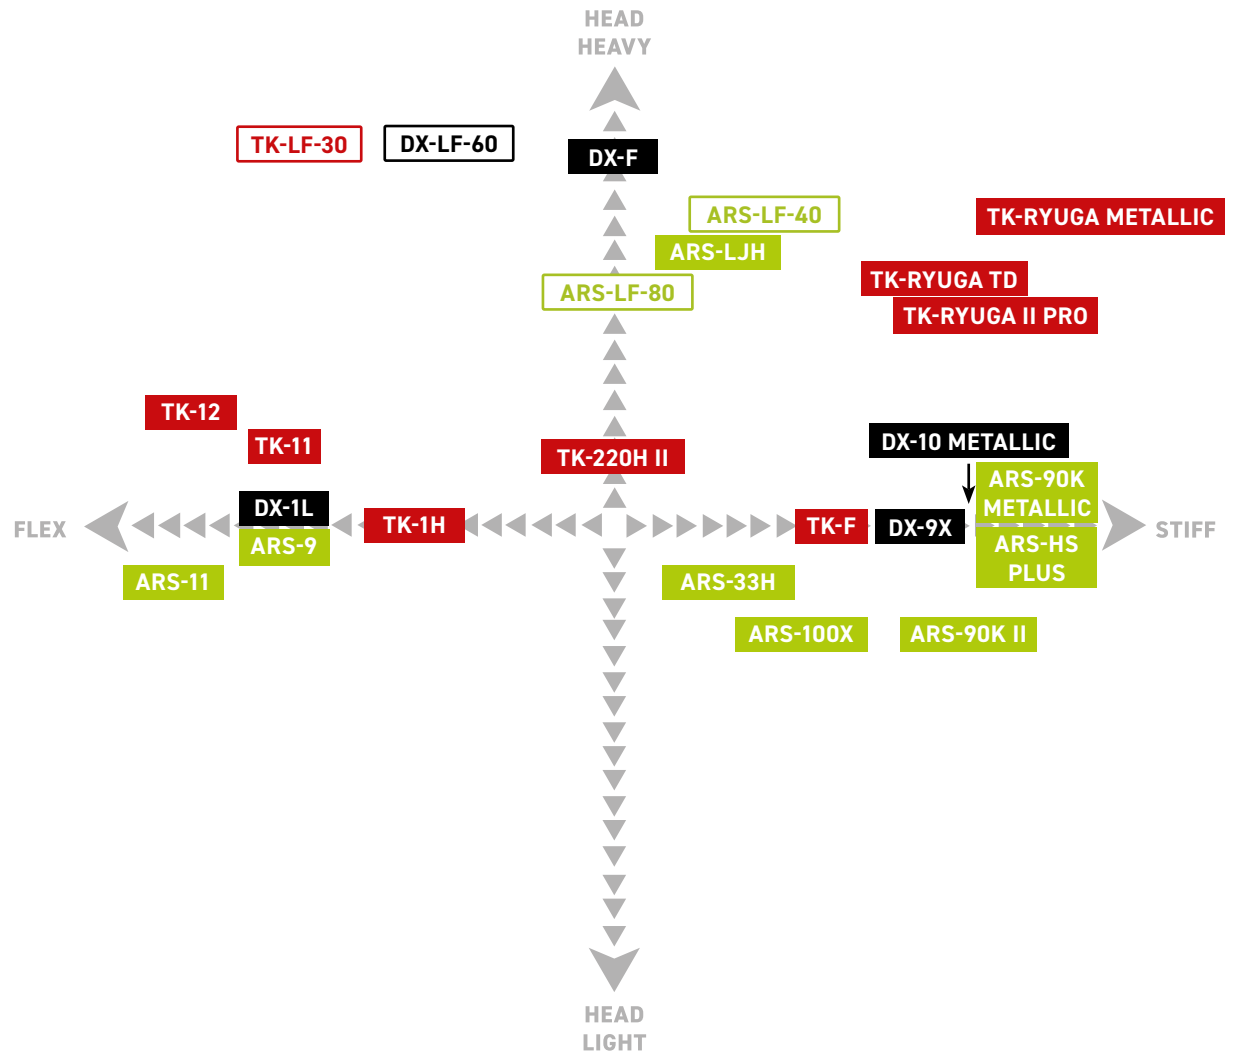 HEAD
HEAVY
TK-LF-30
DX-LF-60
DX-F
ARS-LF-40
TK-RYUGA METALLIC
ARS-LJH
TK-RYUGA TD
ARS-LF-80
TK-RYUGA II PRO
TK-12
TK-11
DX-10 METALLIC
TK-220H II
ARS-90K
METALLIC
DX-1L
FLEX
TK-1H
TK-F
DX-9X
STIFF
ARS-9
ARS-HS
PLUS
ARS-11
ARS-33H
ARS-100X
ARS-90K II
HEAD
LIGHT